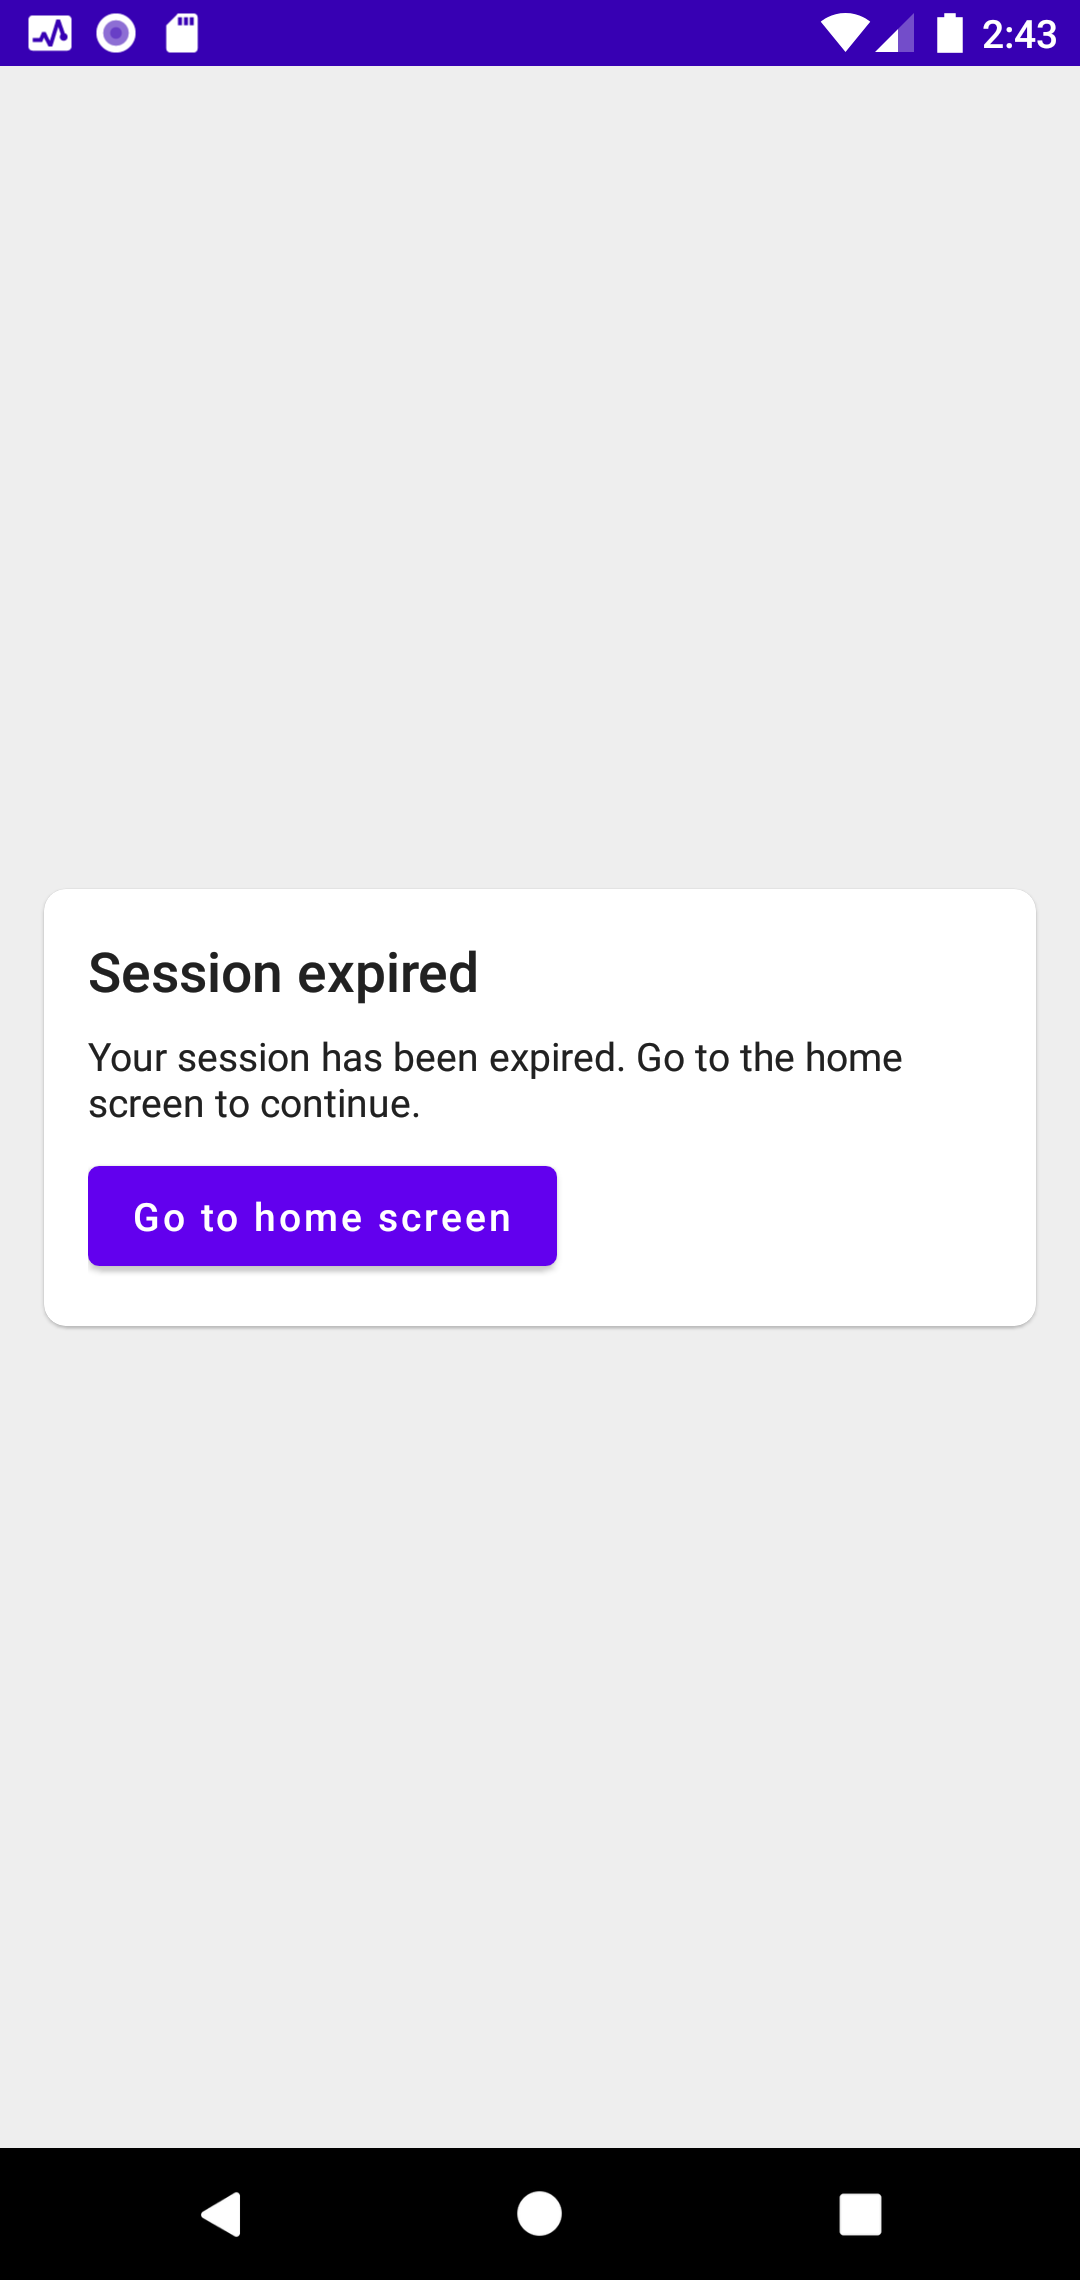 2:43
Session expired
Your session has been expired. Go to the home
screen to continue.
Go to home screen